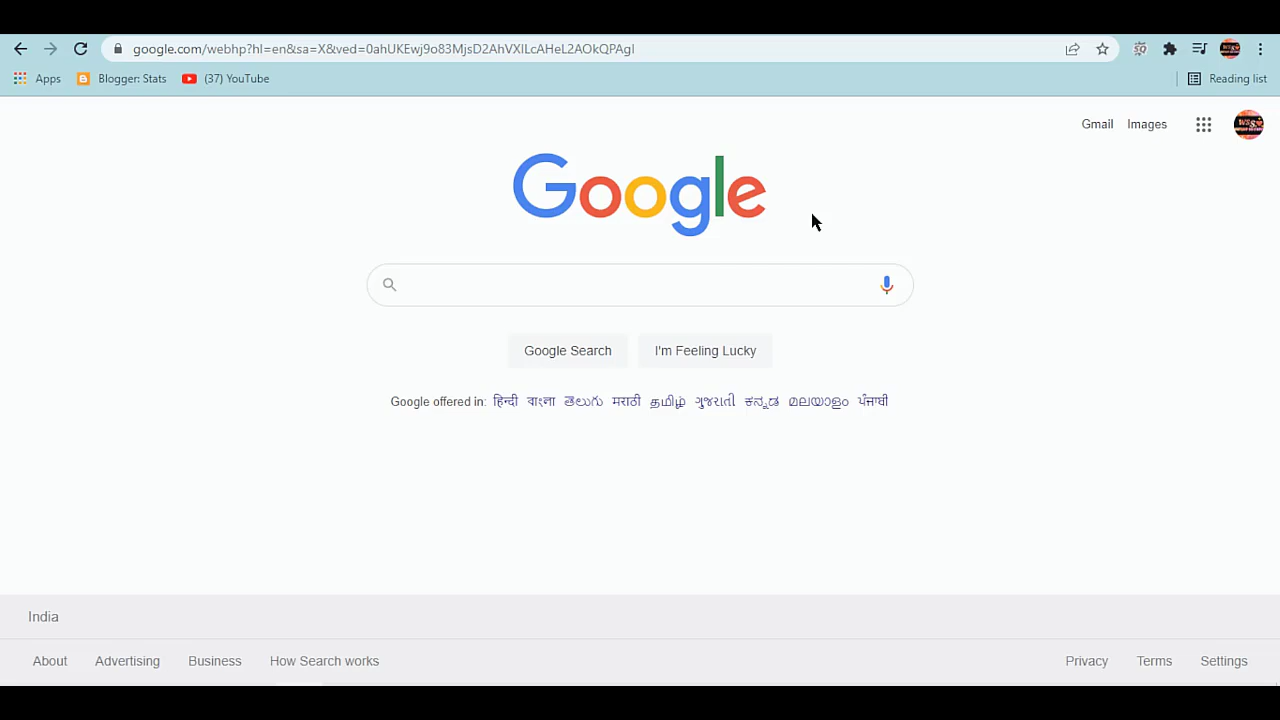 google.com/webhp?hl=en&sa=X&ved=0ahUKEwj9o83MjsD2AhVXILcAHeL2AOkQPAgI
Apps Blogger: Stats (37) YouTube Reading list
Gmail Images
Google
Google Search I'm Feeling Lucky
Google offered in: हिन्दी বাংলা తెలుగు मराठी தமிழ் ગુજરાતી ಕನ್ನಡ മലയാളം ਪੰਜਾਬੀ
India
About Advertising Business How Search works Privacy Terms Settings